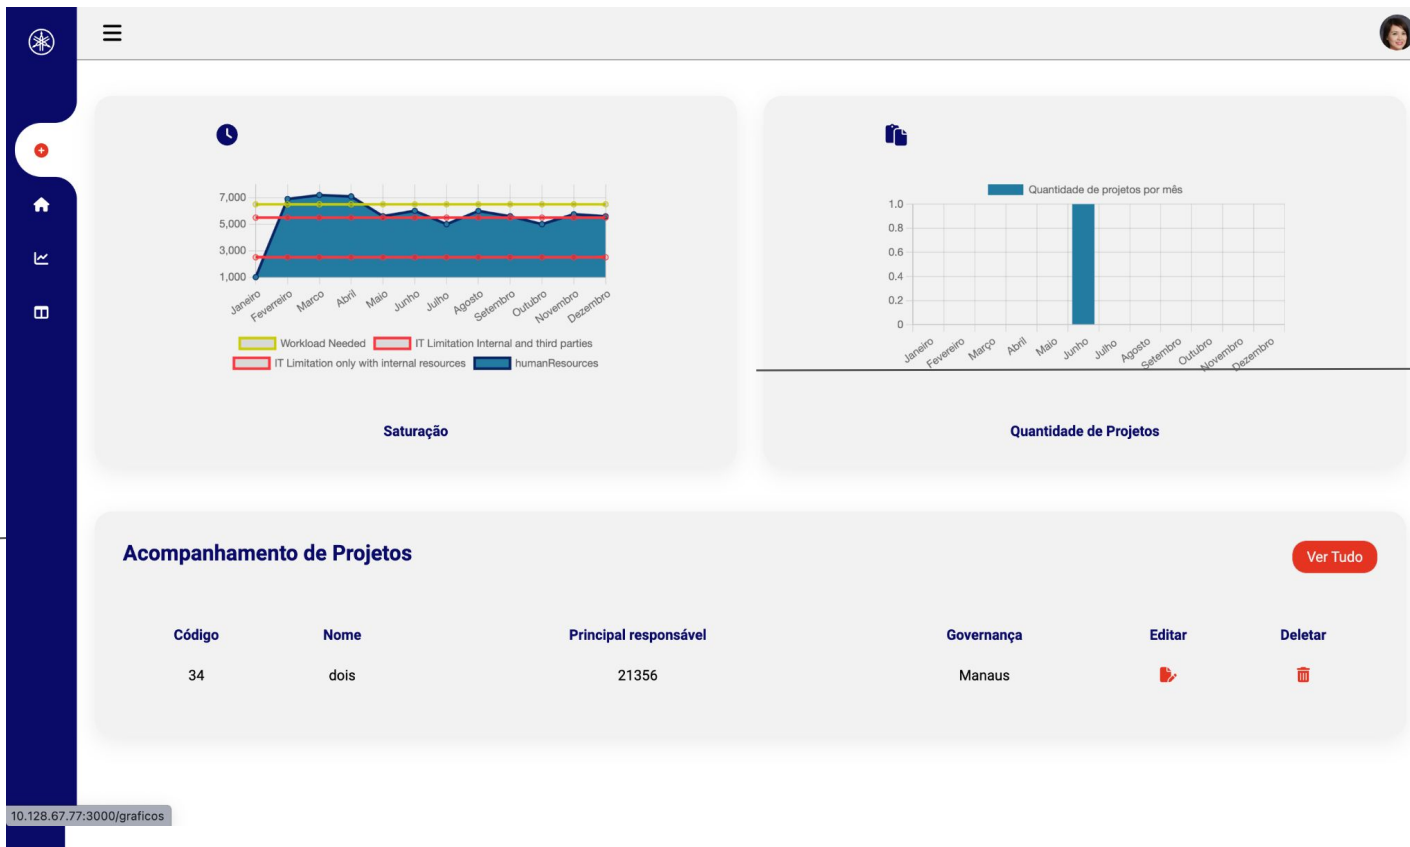 7,000
5,000
3,000
1,000
Janeiro Fevereiro Marco Abril Maio Junho Julho Agosto Setembro Outubro Novembro Dezembro
Workload Needed IT Limitation Internal and third parties
IT Limitation only with internal resources humanResources
Saturação
Quantidade de projetos por mês
1.0
0.8
0.6
0.4
0.2
0
Janeiro Fevereiro Março Abril Maio Junho Julho Agosto Setembro Outubro Novembro Dezembro
Quantidade de Projetos
Acompanhamento de Projetos
Ver Tudo
Código Nome Principal responsável Governança Editar Deletar
34 dois 21356 Manaus
10.128.67.77:3000/graficos